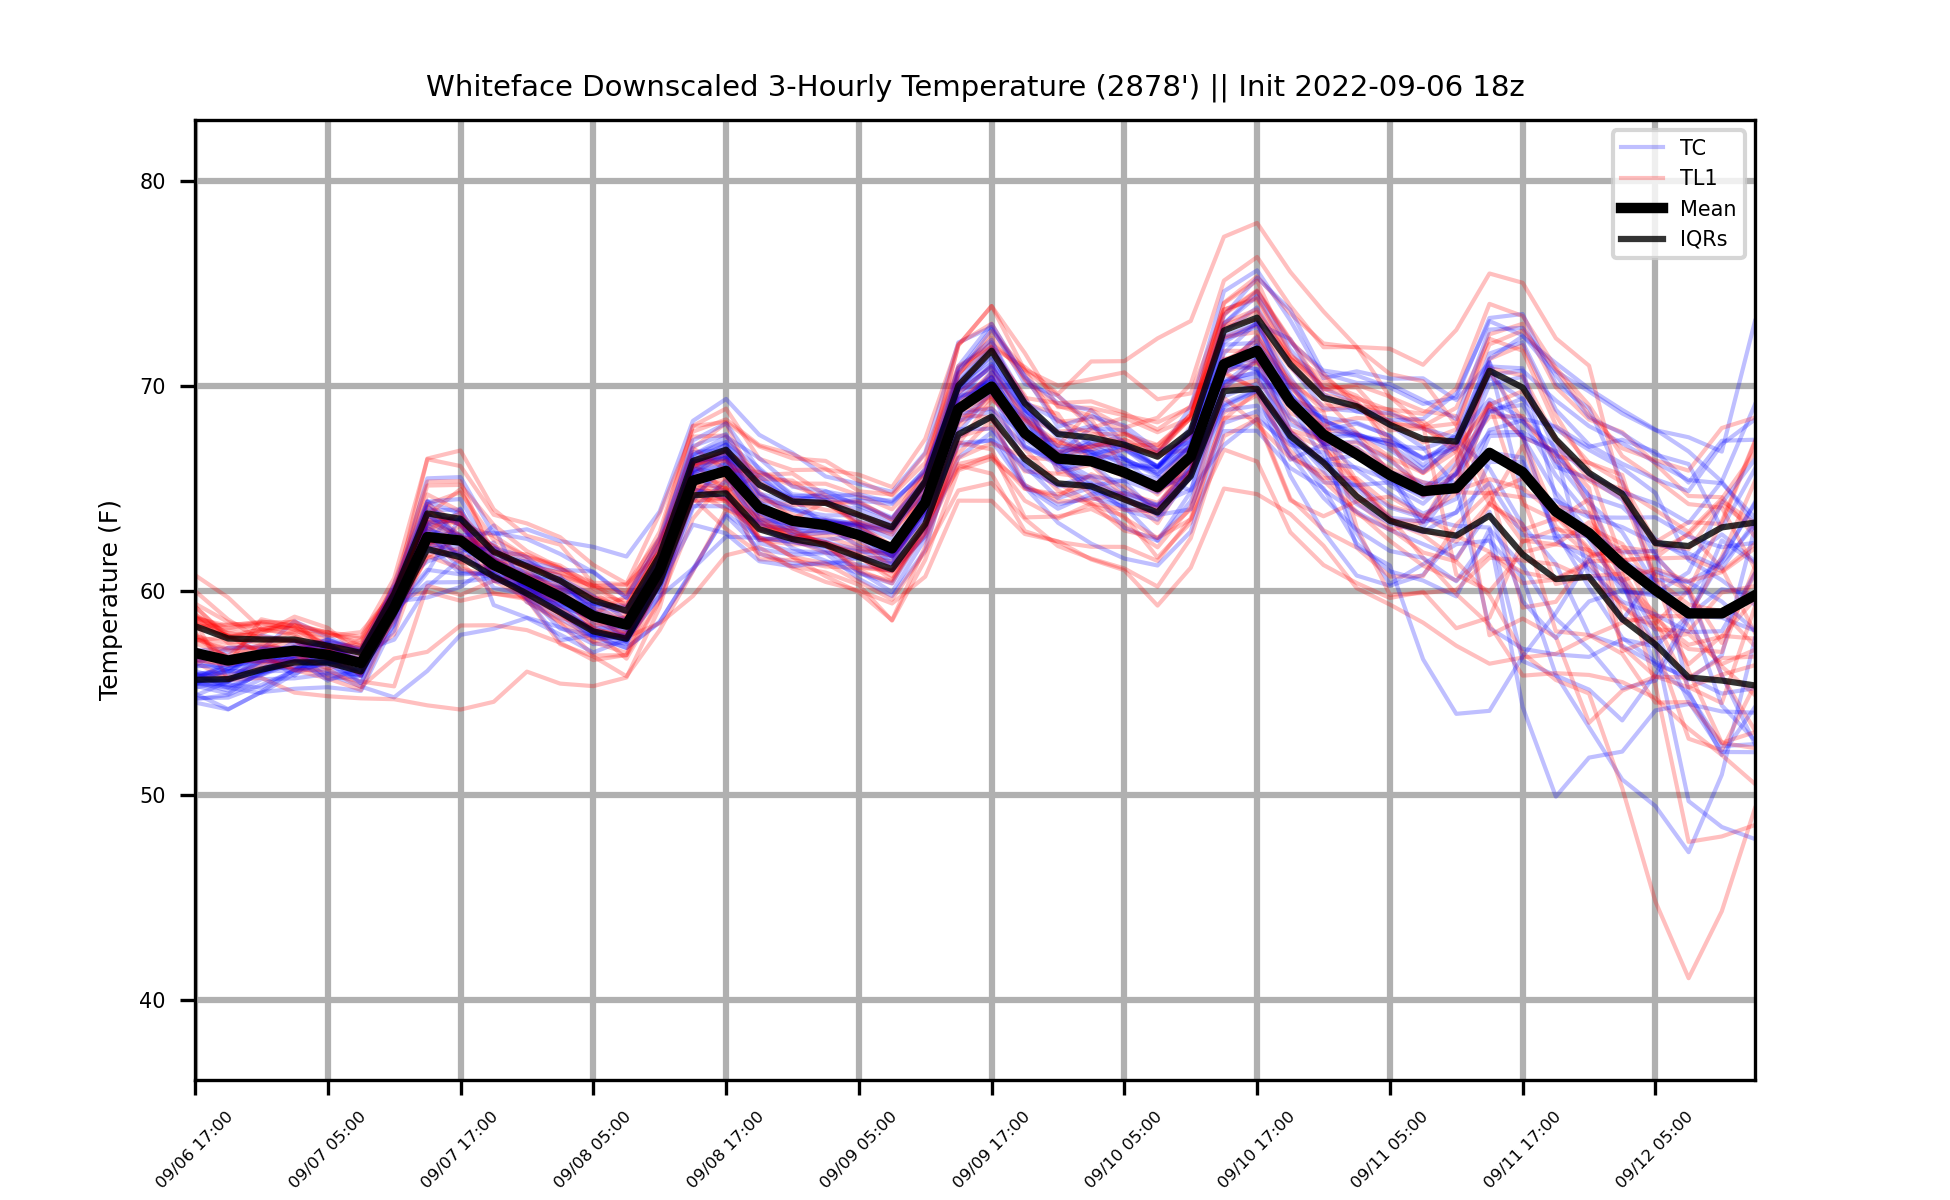 Whiteface Downscaled 3-Hourly Temperature (2878') || Init 2022-09-06 18z
TC
TL1
Mean
IQRs
Temperature (F)
80
70
60
50
40
09/06 17:00
09/07 05:00
09/07 17:00
09/08 05:00
09/08 17:00
09/09 05:00
09/09 17:00
09/10 05:00
09/10 17:00
09/11 05:00
09/11 17:00
09/12 05:00